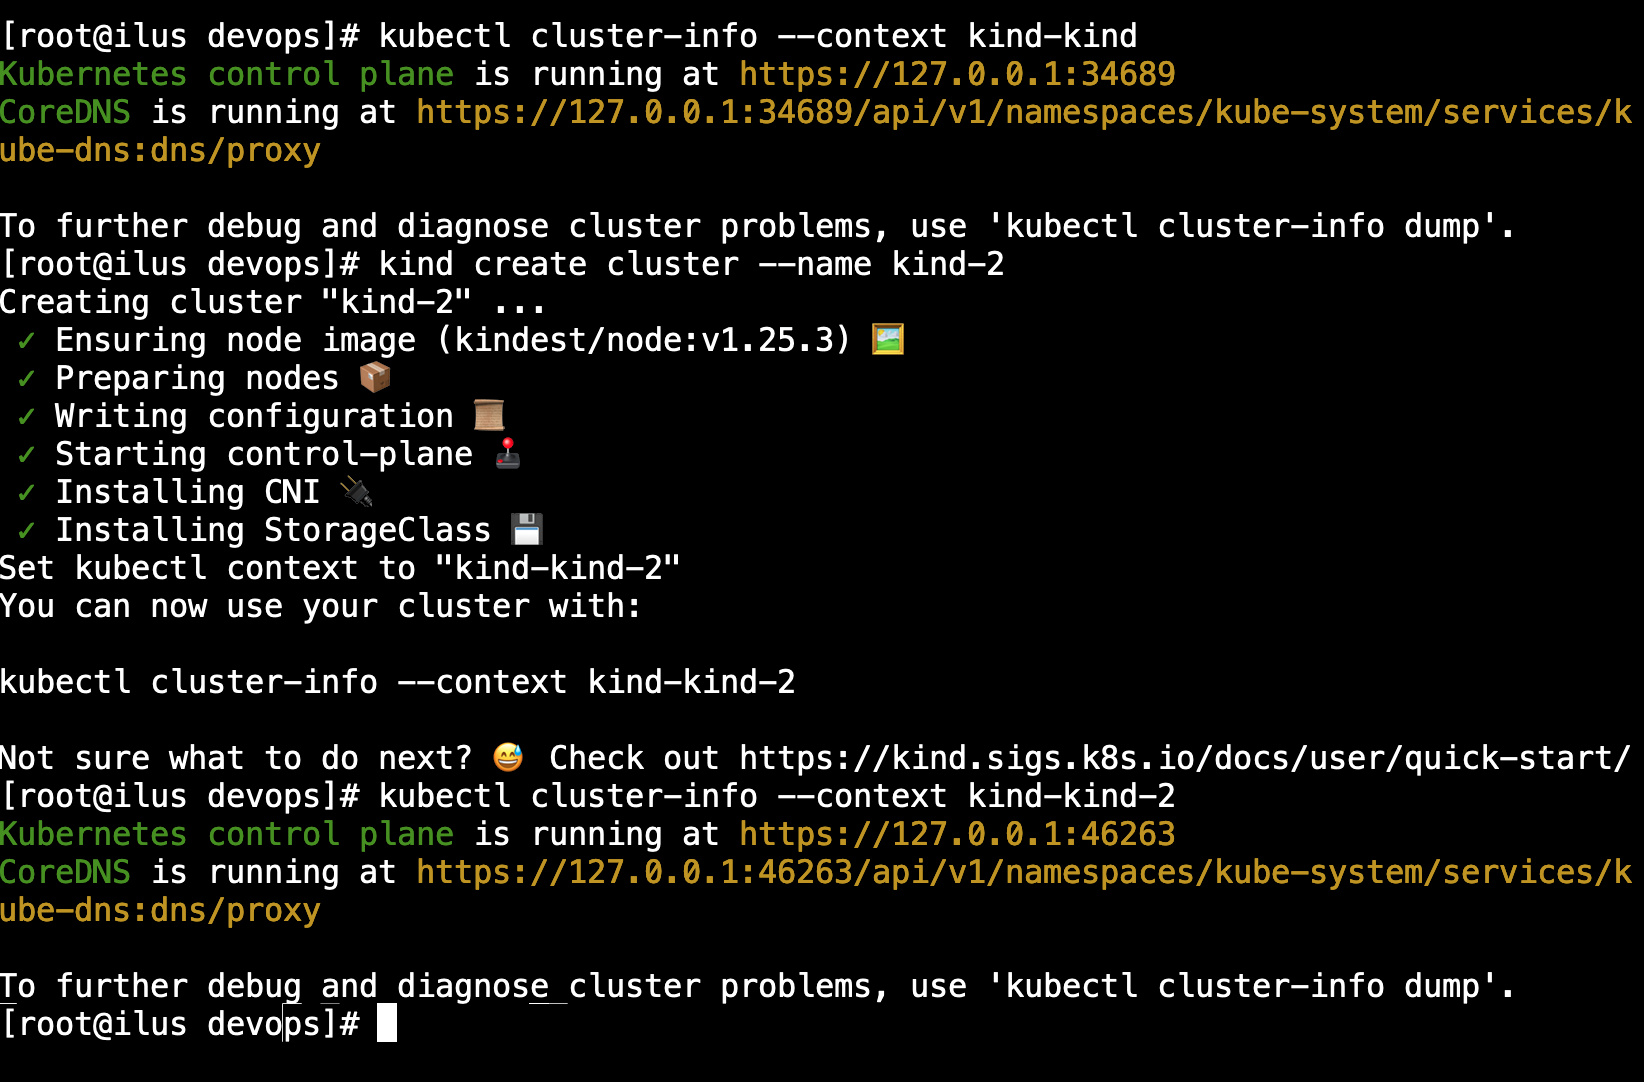 [root@ilus devops]# kubectl cluster-info --context kind-kind
Kubernetes control plane is running at https://127.0.0.1:34689
CoreDNS is running at https://127.0.0.1:34689/api/v1/namespaces/kube-system/services/k
ube-dns:dns/proxy
To further debug and diagnose cluster problems, use 'kubectl cluster-info dump'.
[root@ilus devops]# kind create cluster --name kind-2
Creating cluster "kind-2" ...
✓ Ensuring node image (kindest/node:v1.25.3) 🖼
✓ Preparing nodes 📦
✓ Writing configuration 📜
✓ Starting control-plane 🕹
✓ Installing CNI 🔌
✓ Installing StorageClass 💾
Set kubectl context to "kind-kind-2"
You can now use your cluster with:
kubectl cluster-info --context kind-kind-2
Not sure what to do next? 😅 Check out https://kind.sigs.k8s.io/docs/user/quick-start/
[root@ilus devops]# kubectl cluster-info --context kind-kind-2
Kubernetes control plane is running at https://127.0.0.1:46263
CoreDNS is running at https://127.0.0.1:46263/api/v1/namespaces/kube-system/services/k
ube-dns:dns/proxy
To further debug and diagnose cluster problems, use 'kubectl cluster-info dump'.
[root@ilus devops]#